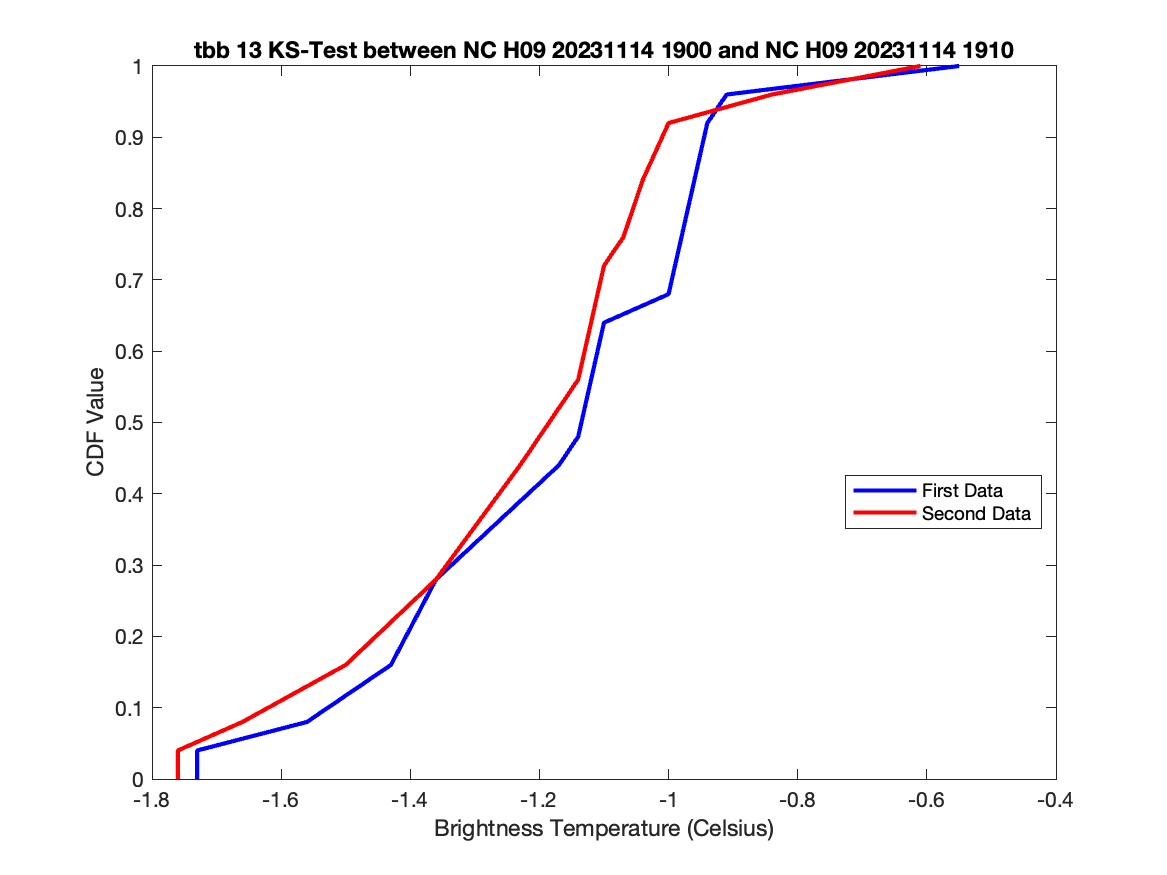 tbb 13 KS-Test between NC H09 20231114 1900 and NC H09 20231114 1910
1
0.9
0.8
0.7
0.6
0.5
0.4
0.3
0.2
0.1
0
CDF Value
First Data
Second Data
-1.8 -1.6 -1.4 -1.2 -1 -0.8 -0.6 -0.4
Brightness Temperature (Celsius)